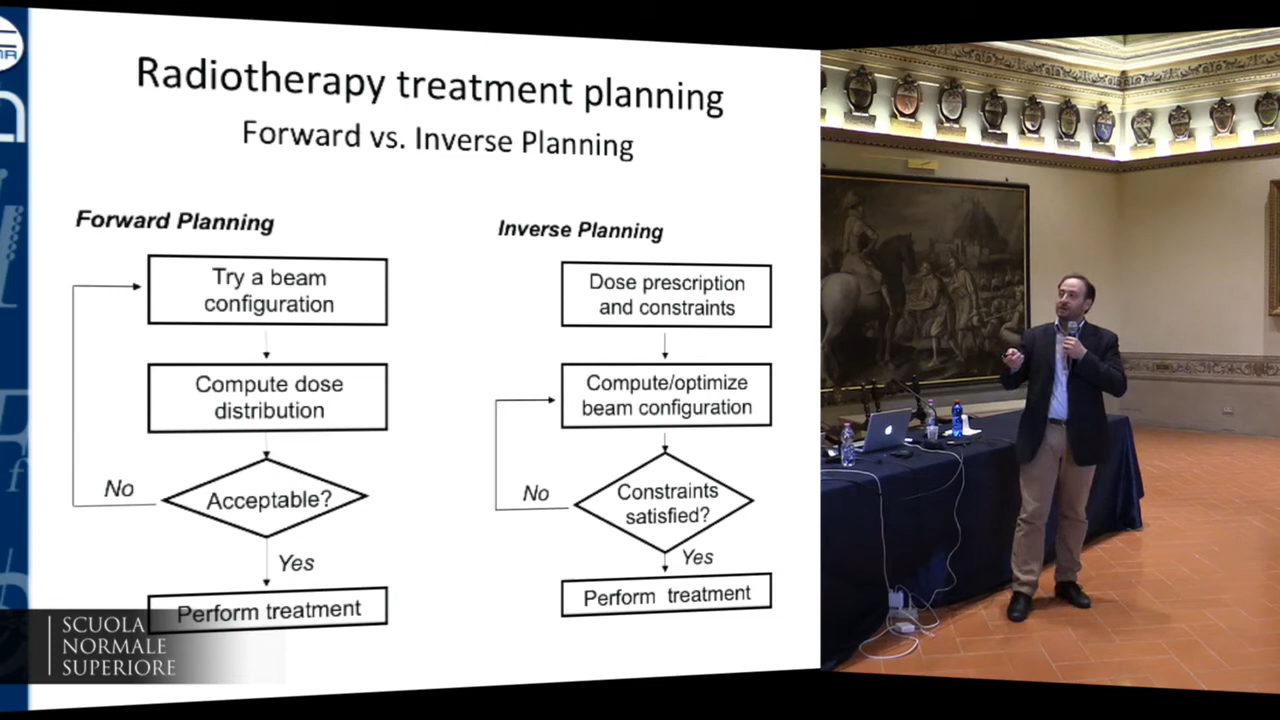 Radiotherapy treatment planning
Forward vs. Inverse Planning
Forward Planning
Try a beam
configuration
Compute dose
distribution
Acceptable?
No
Yes
Perform treatment
Inverse Planning
Dose prescription
and constraints
Compute/optimize
beam configuration
Constraints
satisfied?
No
Yes
Perform treatment
SCUOLA
NORMALE
SUPERIORE